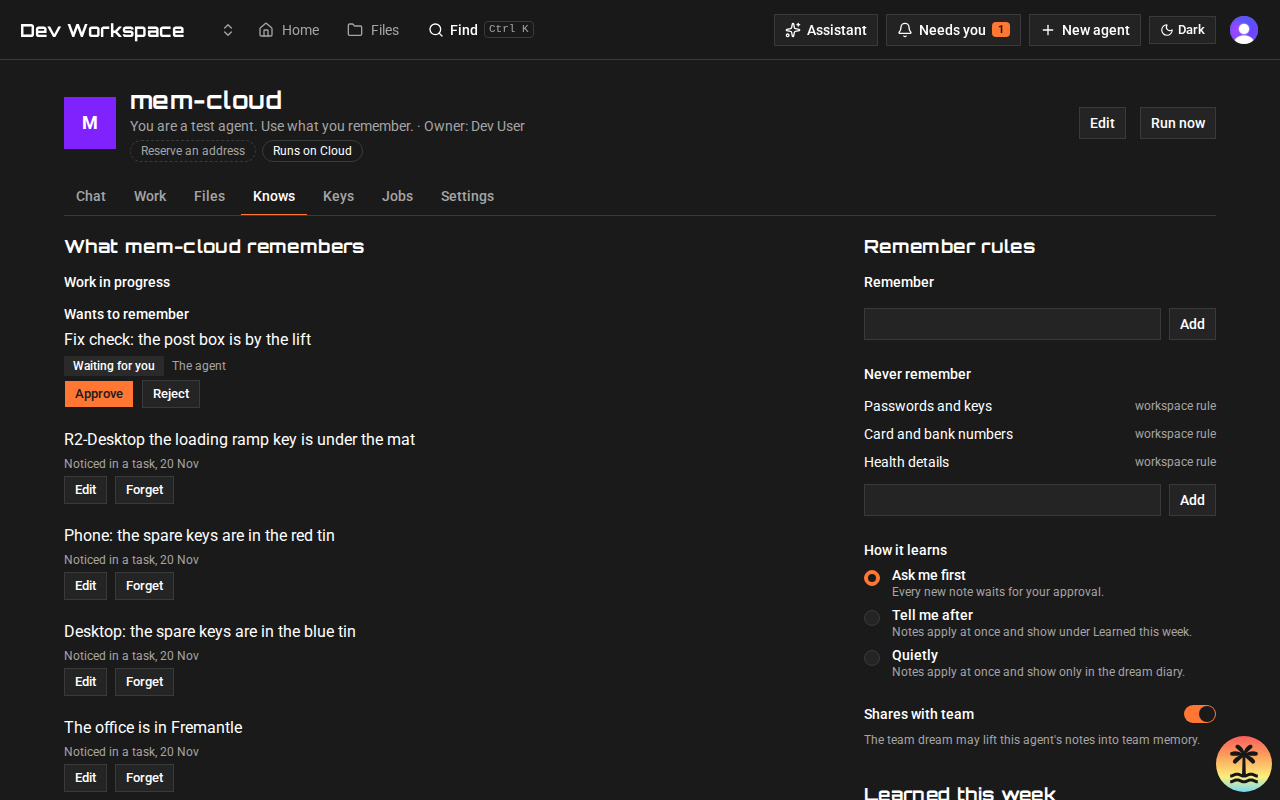 Dev Workspace
Home
Files
Find Ctrl K
Assistant
Needs you 1
New agent
Dark
M
mem-cloud
You are a test agent. Use what you remember. · Owner: Dev User
Reserve an address
Runs on Cloud
Edit
Run now
Chat
Work
Files
Knows
Keys
Jobs
Settings
What mem-cloud remembers
Work in progress
Wants to remember
Fix check: the post box is by the lift
Waiting for you The agent
Approve
Reject
R2-Desktop the loading ramp key is under the mat
Noticed in a task, 20 Nov
Edit
Forget
Phone: the spare keys are in the red tin
Noticed in a task, 20 Nov
Edit
Forget
Desktop: the spare keys are in the blue tin
Noticed in a task, 20 Nov
Edit
Forget
The office is in Fremantle
Noticed in a task, 20 Nov
Edit
Forget
Remember rules
Remember
Add
Never remember
Passwords and keys workspace rule
Card and bank numbers workspace rule
Health details workspace rule
Add
How it learns
Ask me first
Every new note waits for your approval.
Tell me after
Notes apply at once and show under Learned this week.
Quietly
Notes apply at once and show only in the dream diary.
Shares with team
The team dream may lift this agent's notes into team memory.
Learned this week